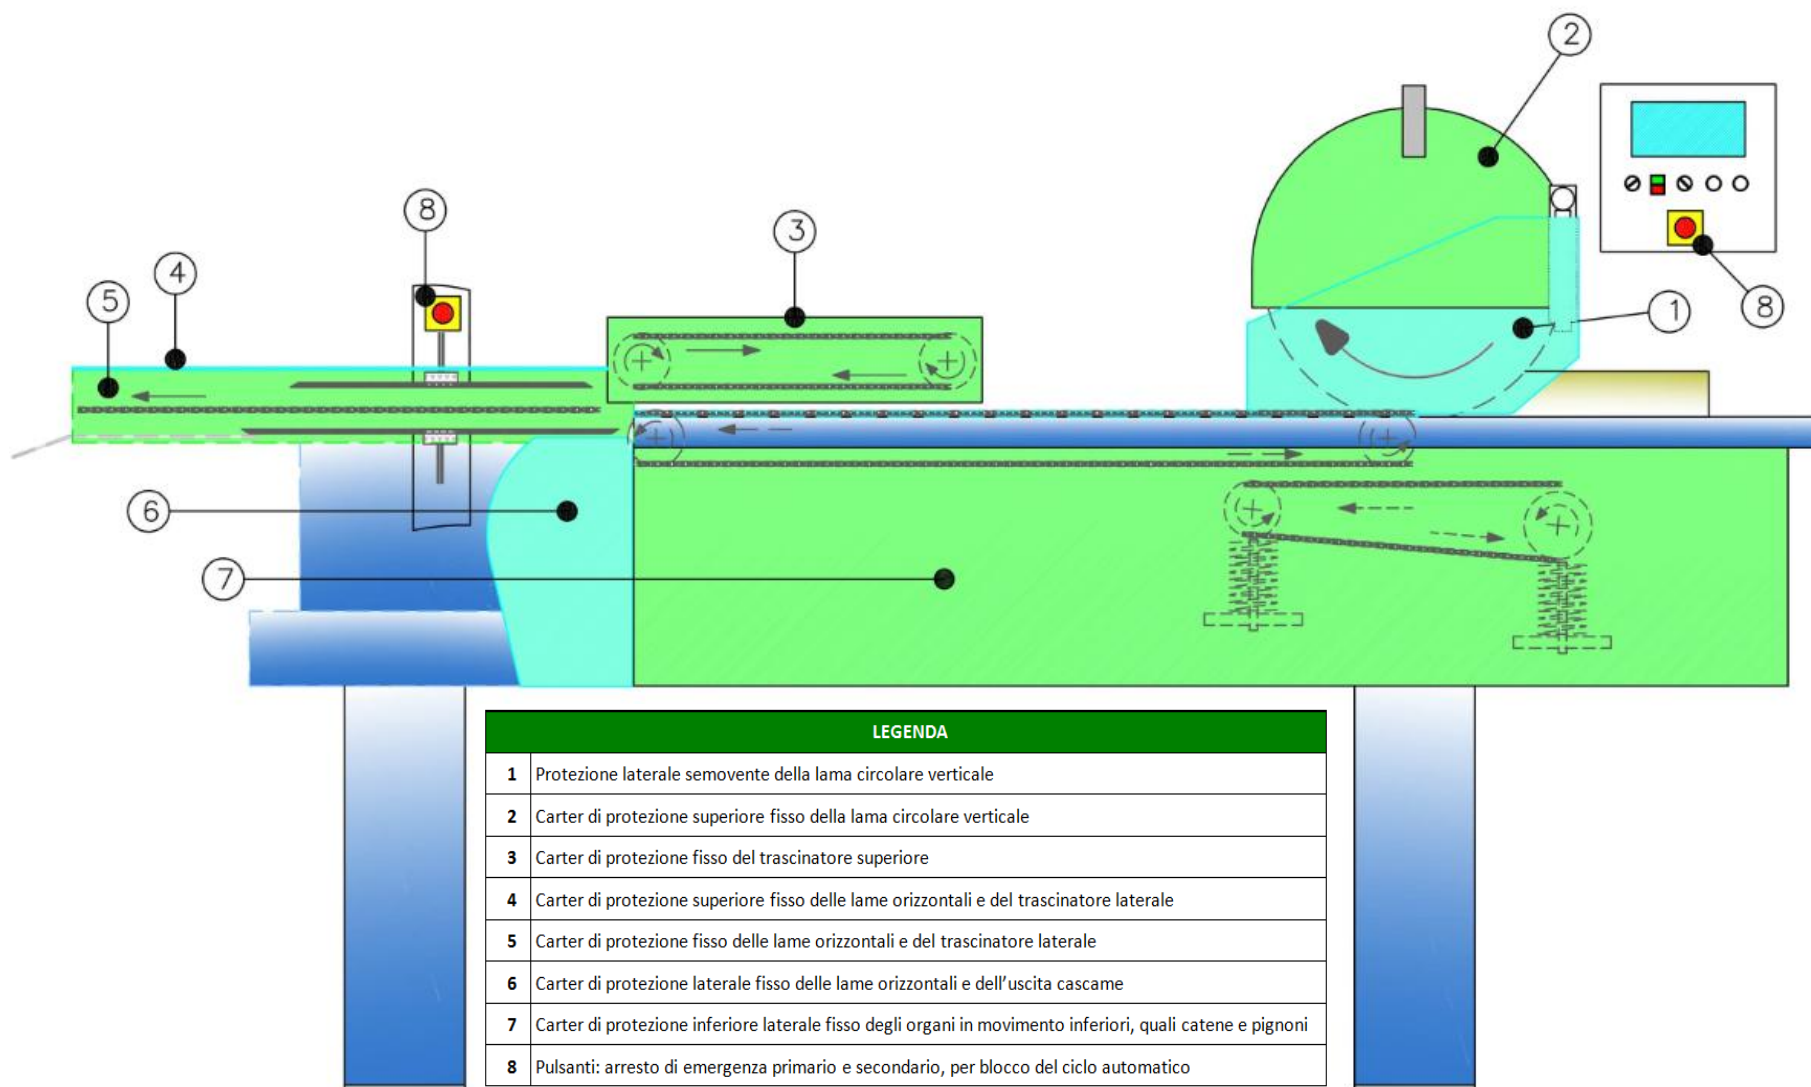 2
8
3
4
5
1
8
6
7
LEGENDA
1 Protezione laterale semovente della lama circolare verticale
2 Carter di protezione superiore fisso della lama circolare verticale
3 Carter di protezione fisso del trascinatore superiore
4 Carter di protezione superiore fisso delle lame orizzontali e del trascinatore laterale
5 Carter di protezione fisso delle lame orizzontali e del trascinatore laterale
6 Carter di protezione laterale fisso delle lame orizzontali e dell’uscita cascame
7 Carter di protezione inferiore laterale fisso degli organi in movimento inferiori, quali catene e pignoni
8 Pulsanti: arresto di emergenza primario e secondario, per blocco del ciclo automatico